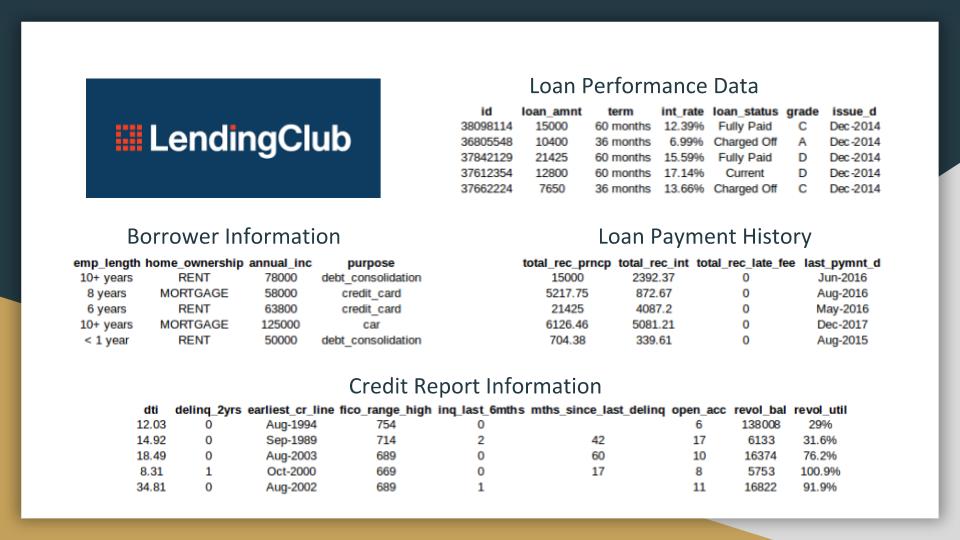 LendingClub
Loan Performance Data
id loan_amnt term int_rate loan_status grade issue_d
38098114 15000 60 months 12.39% Fully Paid C Dec-2014
36805548 10400 36 months 6.99% Charged Off A Dec-2014
37842129 21425 60 months 15.59% Fully Paid D Dec-2014
37612354 12800 60 months 17.14% Current D Dec-2014
37662224 7650 36 months 13.66% Charged Off C Dec-2014
Borrower Information
emp_length home_ownership annual_inc purpose
10+ years RENT 78000 debt_consolidation
8 years MORTGAGE 58000 credit_card
6 years RENT 63800 credit_card
10+ years MORTGAGE 125000 car
< 1 year RENT 50000 debt_consolidation
Loan Payment History
total_rec_prncp total_rec_int total_rec_late_fee last_pymnt_d
15000 2392.37 0 Jun-2016
5217.75 872.67 0 Aug-2016
21425 4087.2 0 May-2016
6126.46 5081.21 0 Dec-2017
704.38 339.61 0 Aug-2015
Credit Report Information
dti delinq_2yrs earliest_cr_line fico_range_high inq_last_6mths mths_since_last_delinq open_acc revol_bal revol_util
12.03 0 Aug-1994 754 0 6 138008 29%
14.92 0 Sep-1989 714 2 42 17 6133 31.6%
18.49 0 Aug-2003 689 0 60 10 16374 76.2%
8.31 1 Oct-2000 669 0 17 8 5753 100.9%
34.81 0 Aug-2002 689 1 11 16822 91.9%